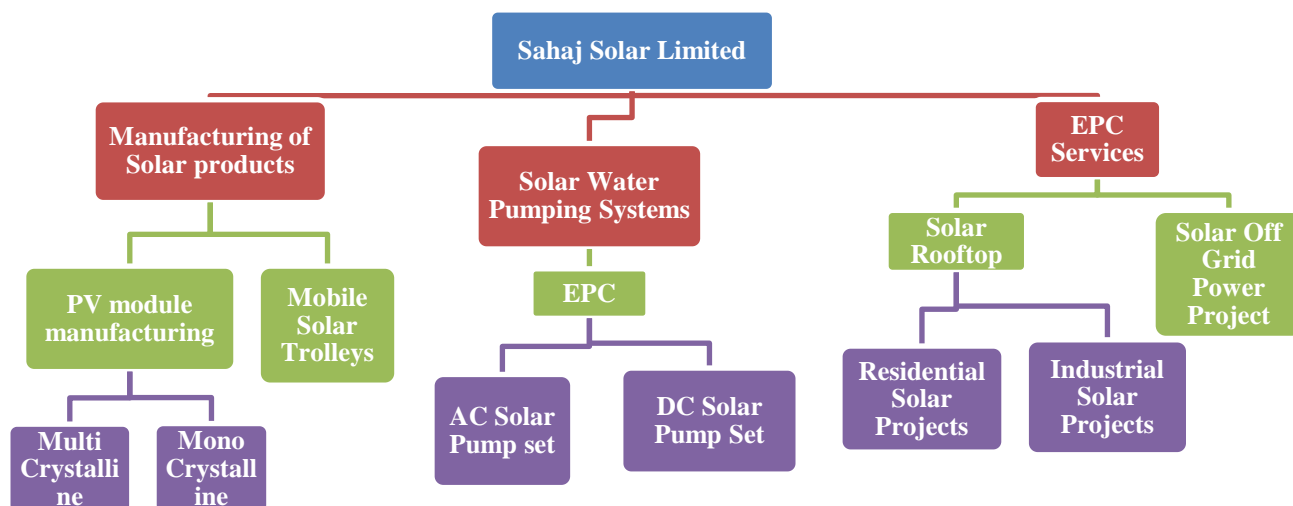 Sahaj Solar Limited
Manufacturing of
Solar products
Solar Water
Pumping Systems
EPC
Services
PV module
manufacturing
Mobile
Solar
Trolleys
EPC
Solar
Rooftop
Solar Off
Grid
Power
Project
Multi
Crystalli
ne
Mono
Crystall
ine
AC Solar
Pump set
DC Solar
Pump Set
Residential
Solar
Projects
Industrial
Solar
Projects